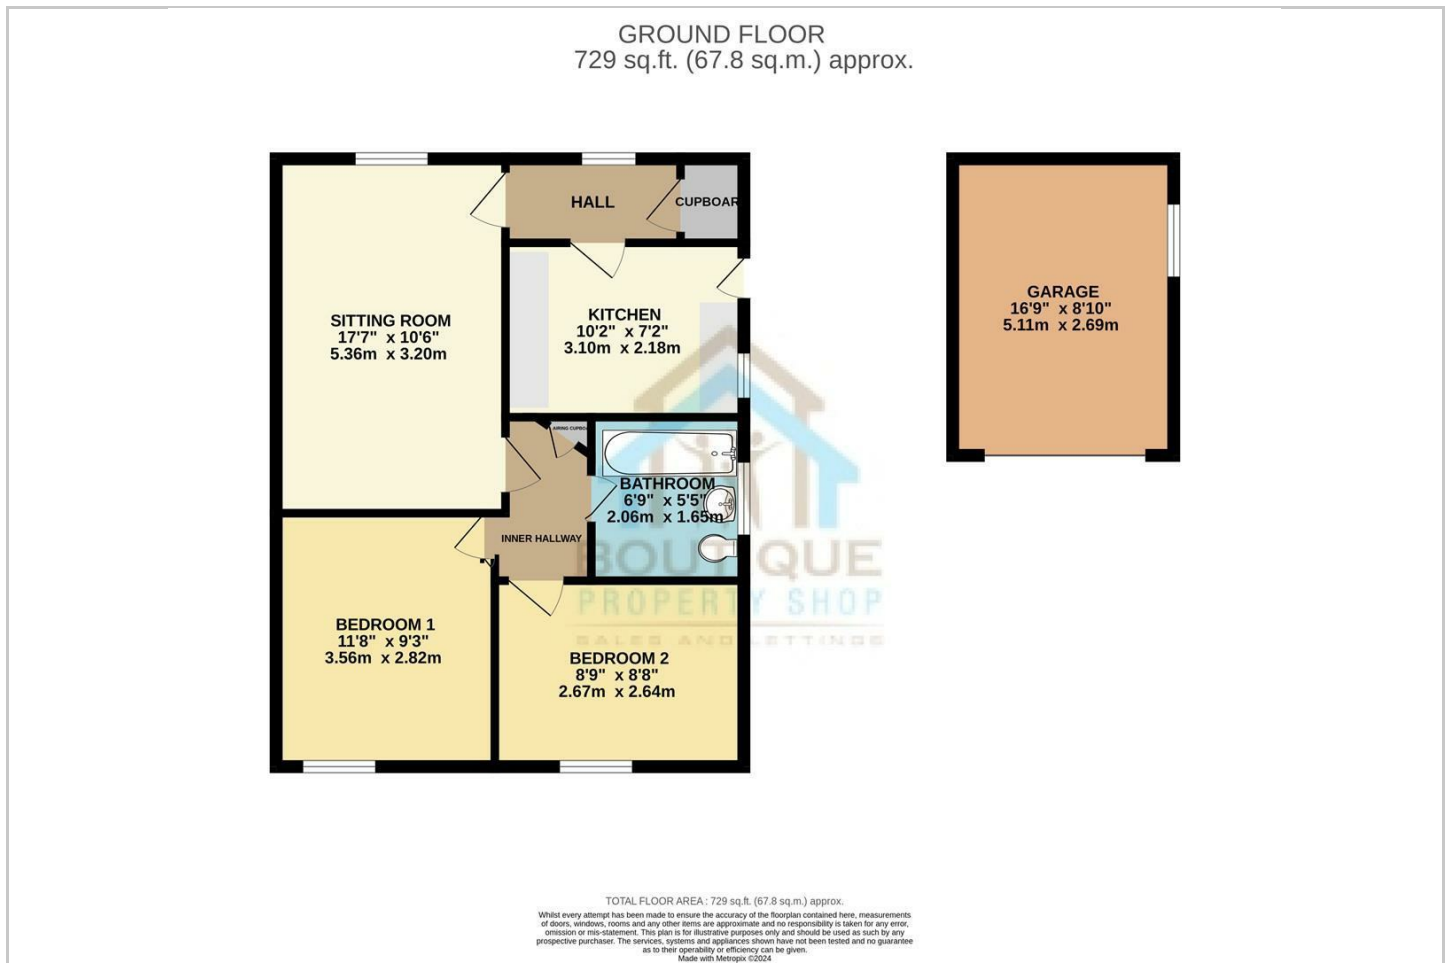 GROUND FLOOR
729 sq.ft. (67.8 sq.m.) approx.
HALL
CUPBOAR
SITTING ROOM
17'7" x 10'6"
5.36m x 3.20m
KITCHEN
10'2" x 7'2"
3.10m x 2.18m
GARAGE
16'9" x 8'10"
5.11m x 2.69m
AIRING CUPBOA
BATHROOM
6'9" x 5'5"
2.06m x 1.65m
INNER HALLWAY
BOUTIQUE
PROPERTY SHOP
SALES AND LETTINGS
BEDROOM 1
11'8" x 9'3"
3.56m x 2.82m
BEDROOM 2
8'9" x 8'8"
2.67m x 2.64m
TOTAL FLOOR AREA : 729 sq.ft. (67.8 sq.m.) approx.
Whilst every attempt has been made to ensure the accuracy of the floorplan contained here, measurements
of doors, windows, rooms and any other items are approximate and no responsibility is taken for any error,
omission or mis-statement. This plan is for illustrative purposes only and should be used as such by any
prospective purchaser. The services, systems and appliances shown have not been tested and no guarantee
as to their operability or efficiency can be given.
Made with Metropix ©2024